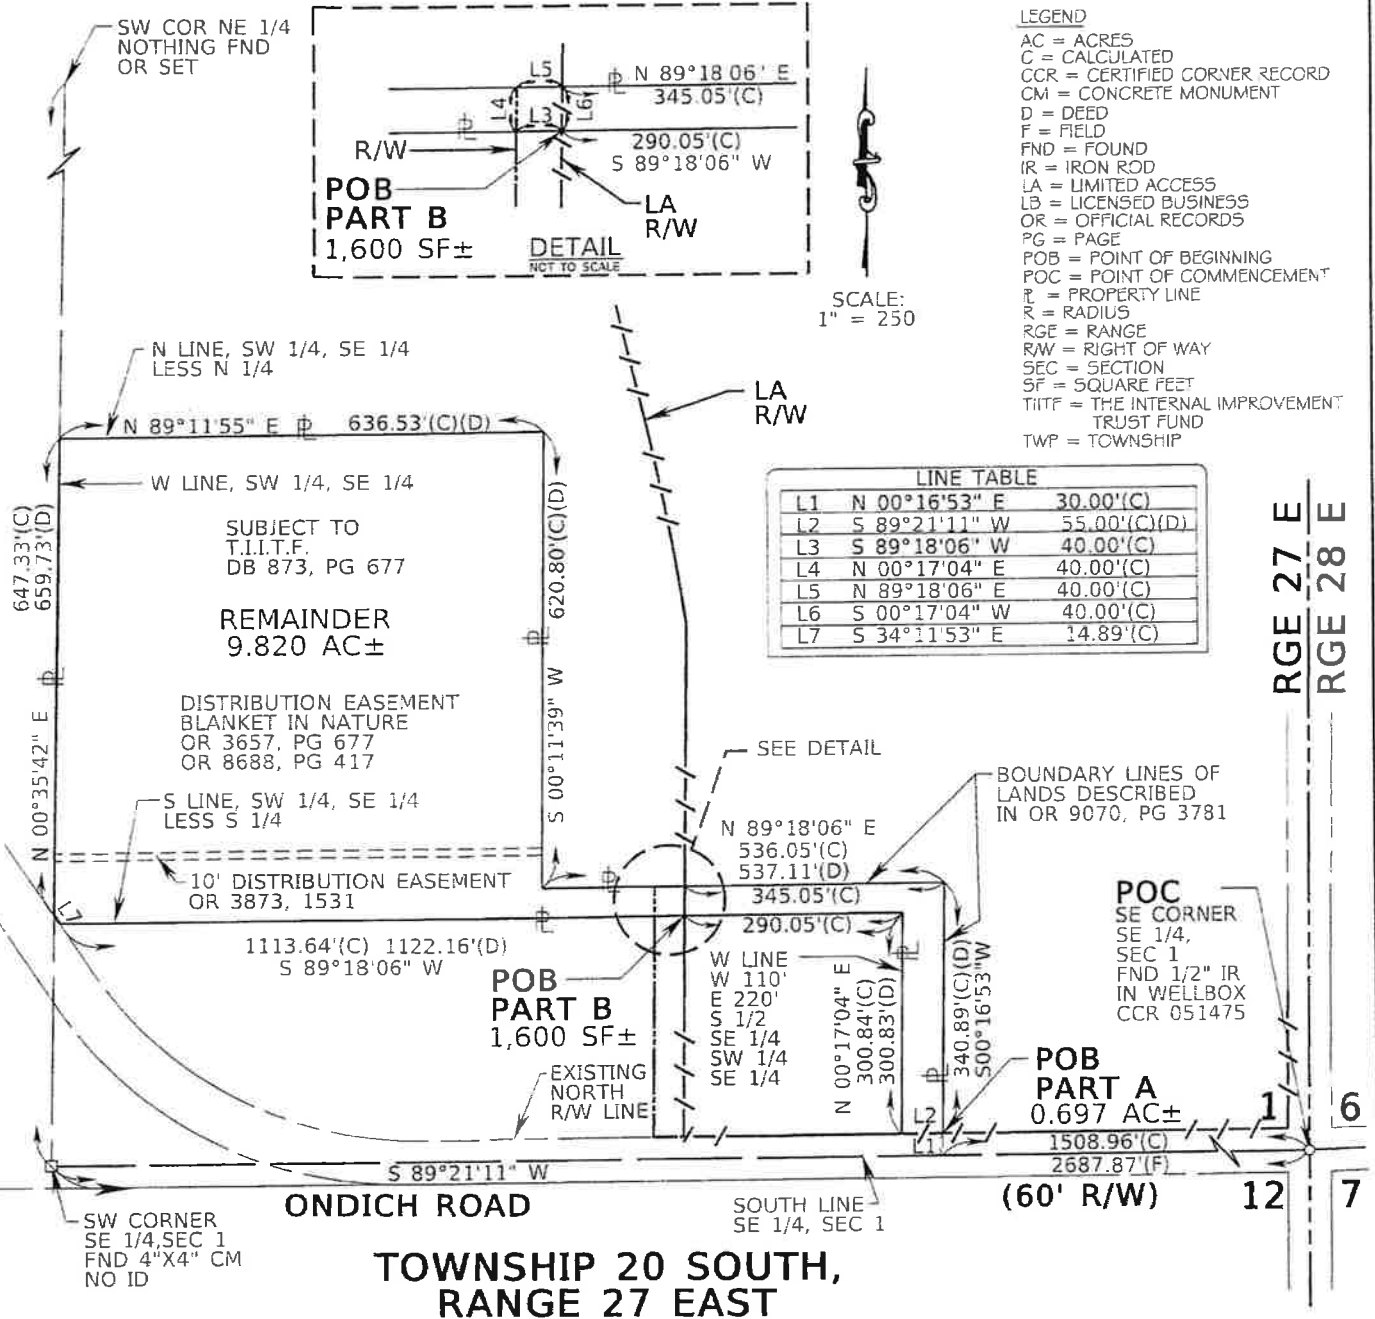 SW COR NE 1/4
NOTHING FND
OR SET
L5
N 89°18 06' E
345.05'(C)
L4
L3
L6
R/W
290.05'(C)
S 89°18'06" W
POB
PART B
1,600 SF±
LA
R/W
DETAIL
NOT TO SCALE
SCALE:
1" = 250
LEGEND
AC = ACRES
C = CALCULATED
CCR = CERTIFIED CORNER RECORD
CM = CONCRETE MONUMENT
D = DEED
F = FIELD
FND = FOUND
IR = IRON ROD
LA = LIMITED ACCESS
LB = LICENSED BUSINESS
OR = OFFICIAL RECORDS
PG = PAGE
POB = POINT OF BEGINNING
POC = POINT OF COMMENCEMENT
PL = PROPERTY LINE
R = RADIUS
RGE = RANGE
R/W = RIGHT OF WAY
SEC = SECTION
SF = SQUARE FEET
TIITF = THE INTERNAL IMPROVEMENT
TRUST FUND
TWP = TOWNSHIP
N LINE, SW 1/4, SE 1/4
LESS N 1/4
N 89°11'55" E PL 636.53'(C)(D)
LA
R/W
W LINE, SW 1/4, SE 1/4
647.33'(C)
659.73'(D)
N 00°35'42" E
SUBJECT TO
T.I.I.T.F.
DB 873, PG 677
REMAINDER
9.820 AC±
620.80'(C)(D)
S 00°11'39" W
DISTRIBUTION EASEMENT
BLANKET IN NATURE
OR 3657, PG 677
OR 8688, PG 417
S LINE, SW 1/4, SE 1/4
LESS S 1/4
10' DISTRIBUTION EASEMENT
OR 3873, 1531
L7
LINE TABLE
L1 N 00°16'53" E 30.00'(C)
L2 S 89°21'11" W 55.00'(C)(D)
L3 S 89°18'06" W 40.00'(C)
L4 N 00°17'04" E 40.00'(C)
L5 N 89°18'06" E 40.00'(C)
L6 S 00°17'04" W 40.00'(C)
L7 S 34°11'53" E 14.89'(C)
RGE 27 E
RGE 28 E
SEE DETAIL
BOUNDARY LINES OF
LANDS DESCRIBED
IN OR 9070, PG 3781
N 89°18'06" E
536.05'(C)
537.11'(D)
345.05'(C)
290.05'(C)
1113.64'(C) 1122.16'(D)
S 89°18'06" W
POB
PART B
1,600 SF±
W LINE
W 110'
E 220'
S 1/2
SE 1/4
SW 1/4
SE 1/4
N 00°17'04" E
300.84'(C)
300.83'(D)
340.89'(C)(D)
S00°16'53"W
POC
SE CORNER
SE 1/4,
SEC 1
FND 1/2" IR
IN WELLBOX
CCR 051475
EXISTING
NORTH
R/W LINE
POB
PART A
0.697 AC±
L2
L1
1
6
1508.96'(C)
2687.87'(F)
S 89°21'11" W
ONDICH ROAD
(60' R/W)
12
7
SOUTH LINE
SE 1/4, SEC 1
SW CORNER
SE 1/4,SEC 1
FND 4"X4" CM
NO ID
TOWNSHIP 20 SOUTH,
RANGE 27 EAST